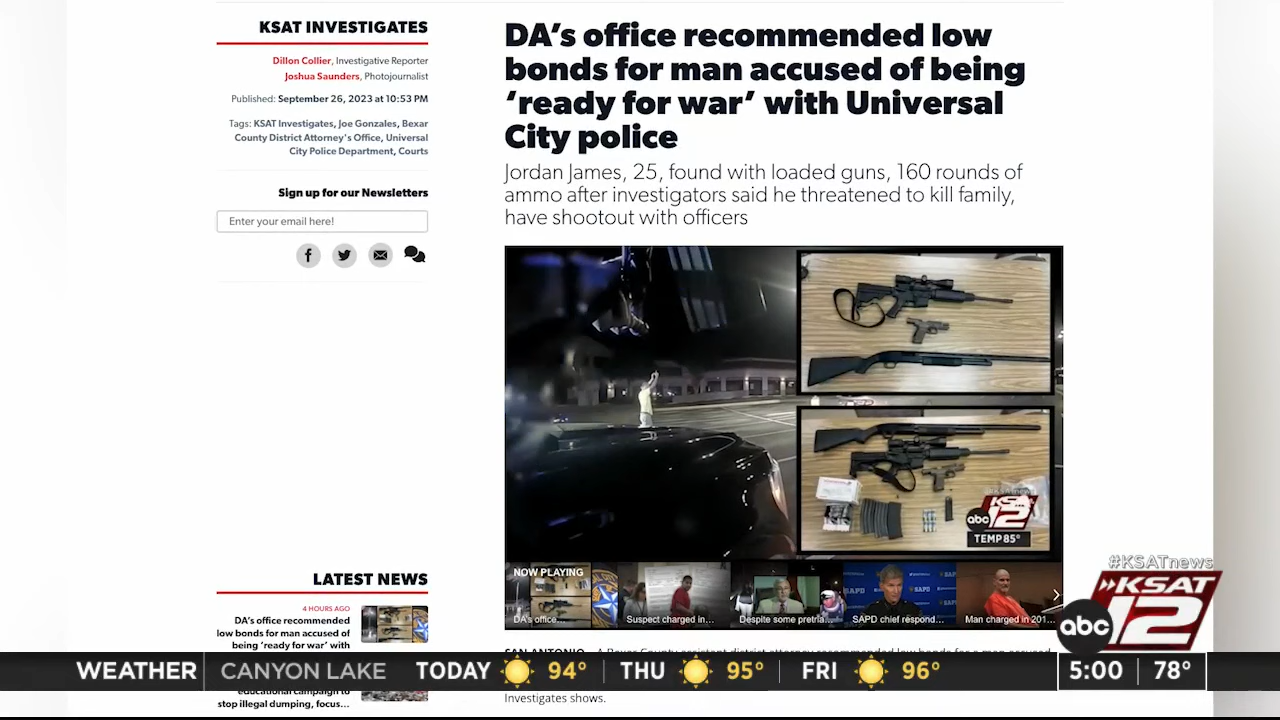 KSAT INVESTIGATES
Dillon Collier, Investigative Reporter
Joshua Saunders, Photojournalist
Published: September 26, 2023 at 10:53 PM
Tags: KSAT Investigates, Joe Gonzales, Bexar
County District Attorney's Office, Universal
City Police Department, Courts
Sign up for our Newsletters
Enter your email here!
DA's office recommended low
bonds for man accused of being
'ready for war' with Universal
City police
Jordan James, 25, found with loaded guns, 160 rounds of
ammo after investigators said he threatened to kill family,
have shootout with officers
KSAT
abc 12
TEMP 85°
NOW PLAYING
DA's office...
Suspect charged in...
Despite some pretria...
SAPD chief respond...
Man charged in 201...
LATEST NEWS
4 HOURS AGO
DA's office recommended
low bonds for man accused of
being 'ready for war' with
educational campaign to
stop illegal dumping, focus...
Investigates shows.
#KSATnews
KSAT
abc 12
WEATHER CANYON LAKE TODAY 94° THU 95° FRI 96° 5:00 78°